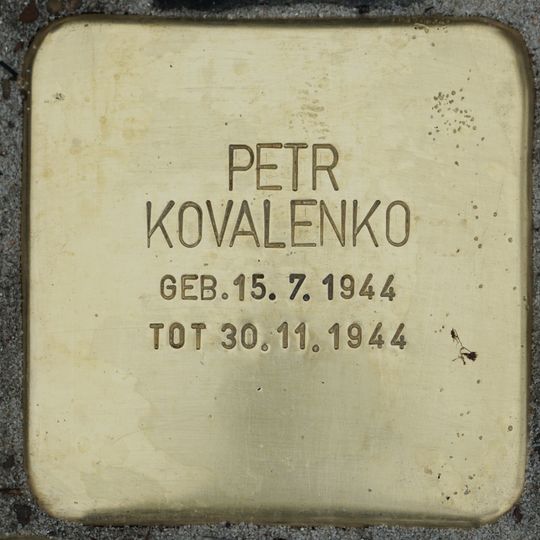 PETR
KOVALENKO
GEB. 15. 7. 1944
TOT 30. 11. 1944